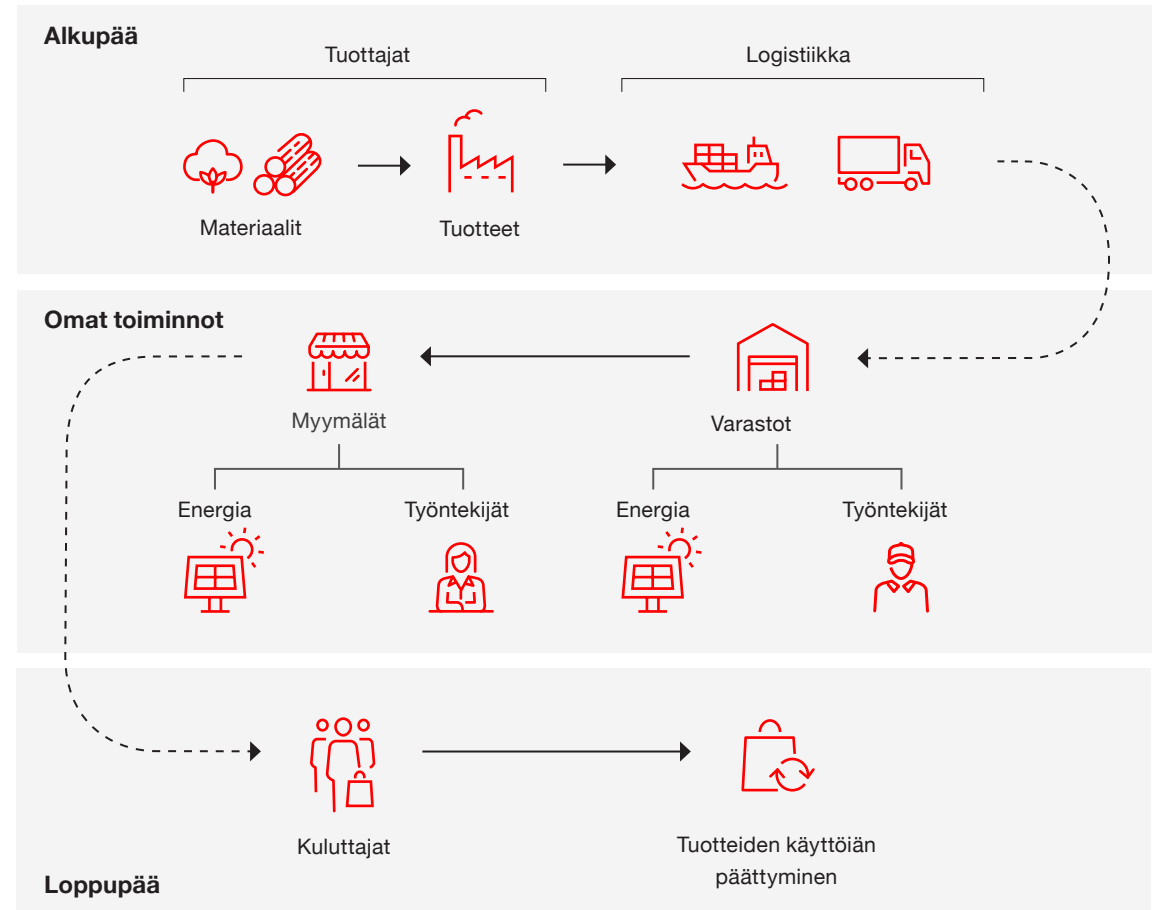 Alkupää
Tuottajat
Logistiikka
Materiaalit
Tuotteet
Omat toiminnot
Myymälät
Varastot
Energia
Työntekijät
Energia
Työntekijät
Kuluttajat
Tuotteiden käyttöiän
päättyminen
Loppupää